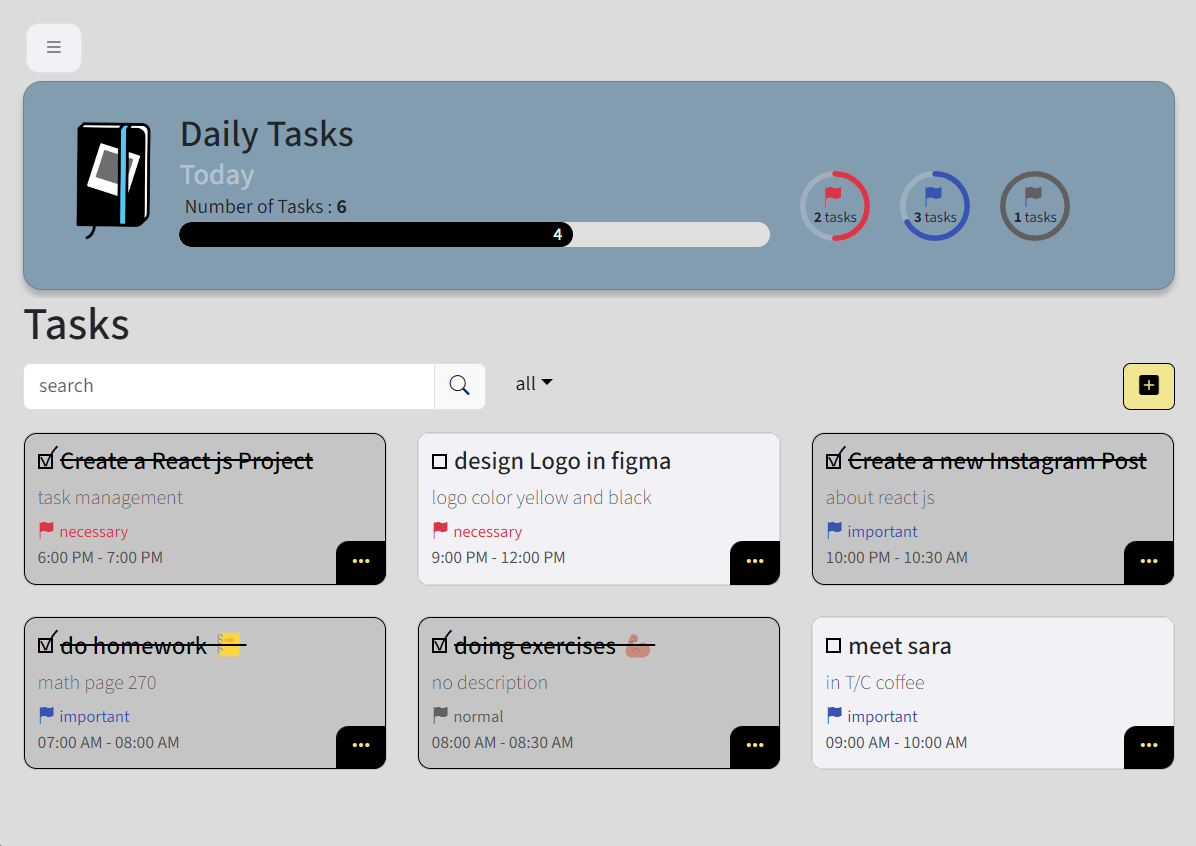 Daily Tasks
Today
Number of Tasks : 6
4
2 tasks
3 tasks
1 tasks
Tasks
search
all
Create a React js Project
task management
necessary
6:00 PM - 7:00 PM
design Logo in figma
logo color yellow and black
necessary
9:00 PM - 12:00 PM
Create a new Instagram Post
about react js
important
10:00 PM - 10:30 AM
do homework 📒
math page 270
important
07:00 AM - 08:00 AM
doing exercises 💪🏽
no description
normal
08:00 AM - 08:30 AM
meet sara
in T/C coffee
important
09:00 AM - 10:00 AM